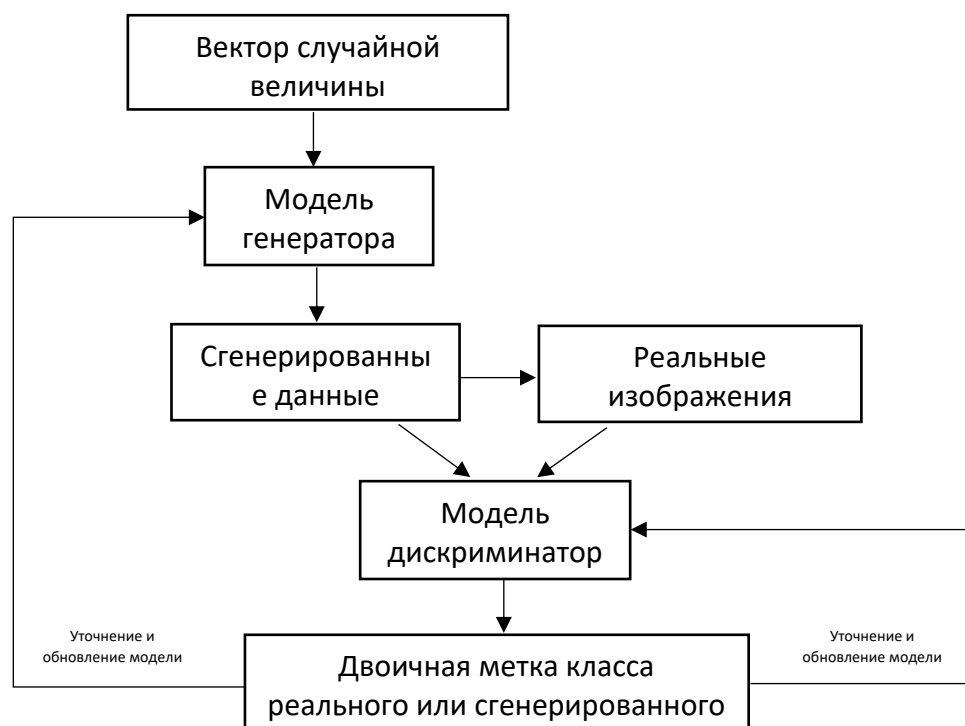 Вектор случайной
величины
Модель
генератора
Сгенерированны
е данные
Реальные
изображения
Модель
дискриминатор
Уточнение и
обновление модели
Двоичная метка класса
реального или сгенерированного
Уточнение и
обновление модели